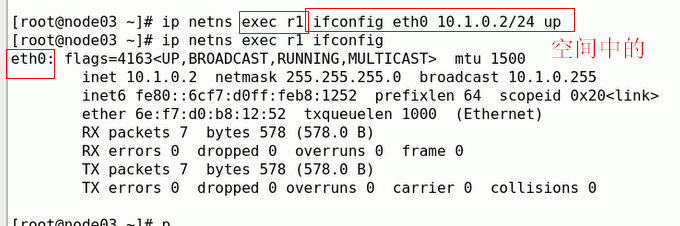 [root@node03 ~]# ip netns exec r1 ifconfig eth0 10.1.0.2/24 up
[root@node03 ~]# ip netns exec r1 ifconfig
空间中的
eth0: flags=4163<UP,BROADCAST,RUNNING,MULTICAST>  mtu 1500
        inet 10.1.0.2  netmask 255.255.255.0  broadcast 10.1.0.255
        inet6 fe80::6cf7:d0ff:feb8:1252  prefixlen 64  scopeid 0x20<link>
        ether 6e:f7:d0:b8:12:52  txqueuelen 1000  (Ethernet)
        RX packets 7  bytes 578 (578.0 B)
        RX errors 0  dropped 0  overruns 0  frame 0
        TX packets 7  bytes 578 (578.0 B)
        TX errors 0  dropped 0 overruns 0  carrier 0  collisions 0
[root@node03 ~]# p